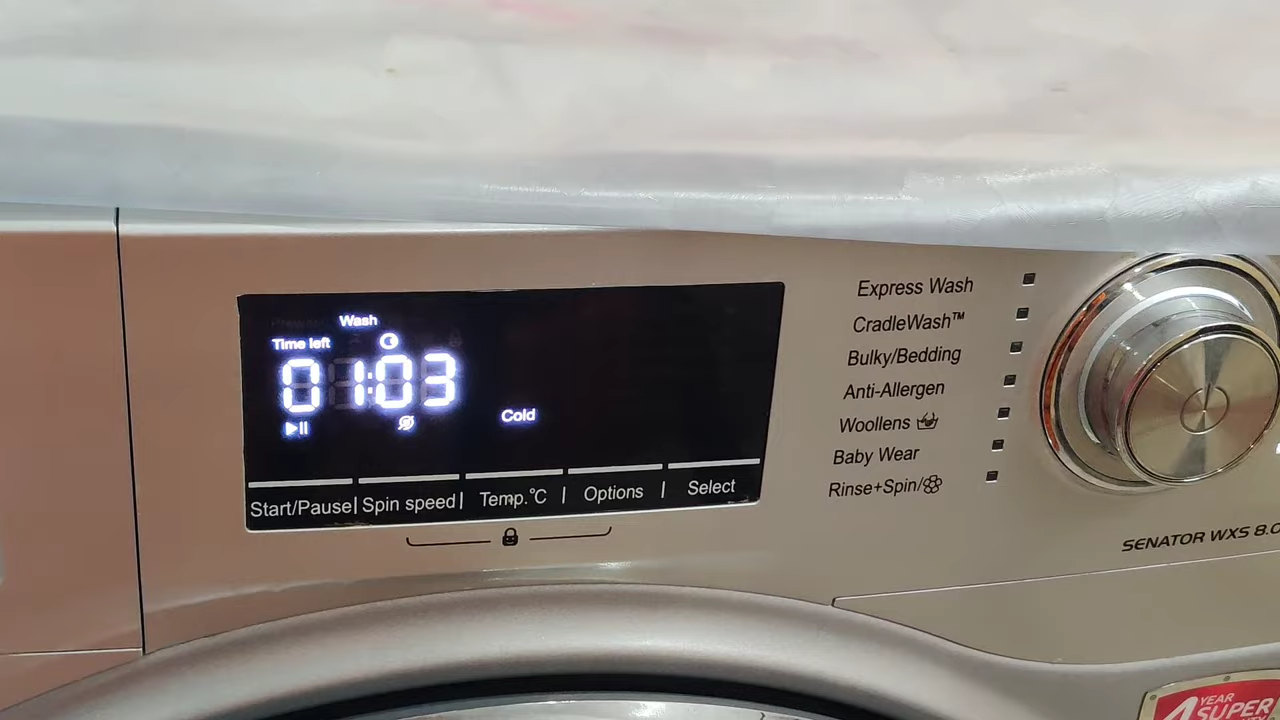 Wash
Time left
01:03
Cold
Start/Pause| Spin speed| Temp.°C | Options | Select
Express Wash
CradleWash™
Bulky/Bedding
Anti-Allergen
Woollens
Baby Wear
Rinse+Spin/
SENATOR WXS 8.0
4 YEAR
SUPER